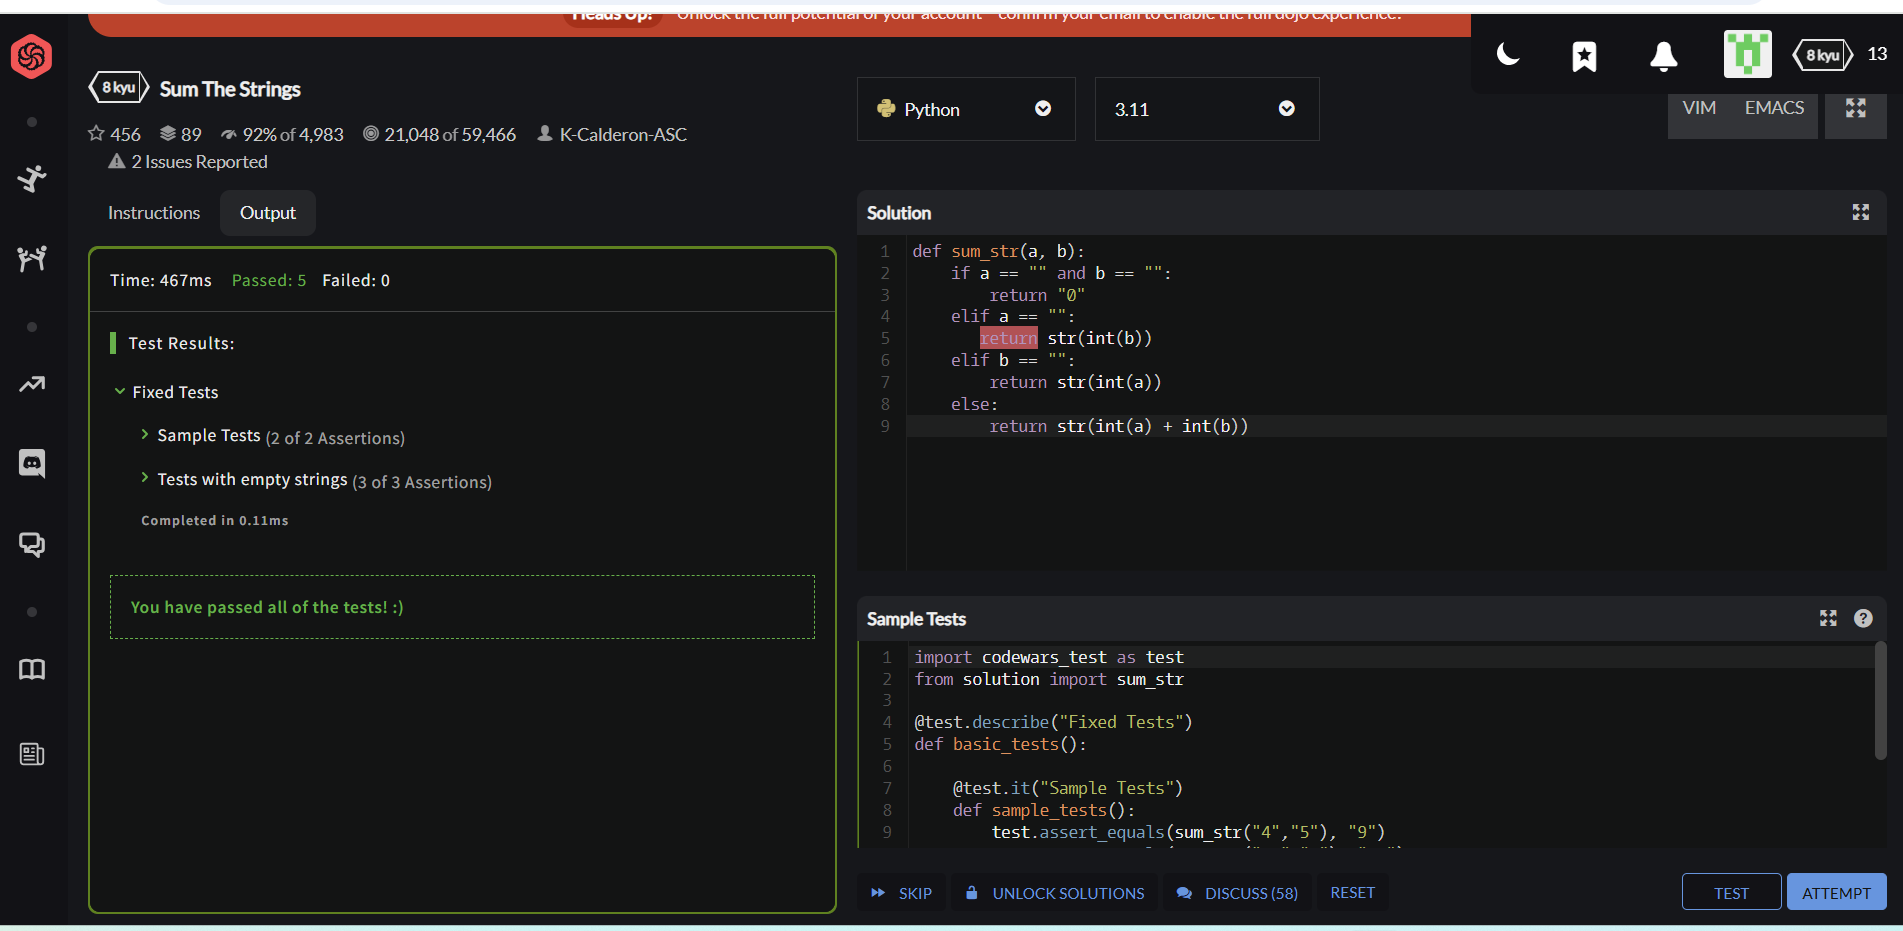 Heads Up! Unlock the full potential of your account - confirm your email to enable the full dojo experience.
8 kyu 13
8 kyu Sum The Strings
456 89 92% of 4,983 21,048 of 59,466 K-Calderon-ASC
2 Issues Reported
Python 3.11
VIM EMACS
Instructions Output
Time: 467ms Passed: 5 Failed: 0
Test Results:
Fixed Tests
Sample Tests (2 of 2 Assertions)
Tests with empty strings (3 of 3 Assertions)
Completed in 0.11ms
You have passed all of the tests! :)
Solution
1 def sum_str(a, b):
2     if a == "" and b == "":
3         return "0"
4     elif a == "":
5        return str(int(b))
6     elif b == "":
7         return str(int(a))
8     else:
9         return str(int(a) + int(b))
Sample Tests
1 import codewars_test as test
2 from solution import sum_str
3
4 @test.describe("Fixed Tests")
5 def basic_tests():
6
7     @test.it("Sample Tests")
8     def sample_tests():
9         test.assert_equals(sum_str("4","5"), "9")
SKIP UNLOCK SOLUTIONS DISCUSS (58) RESET TEST ATTEMPT